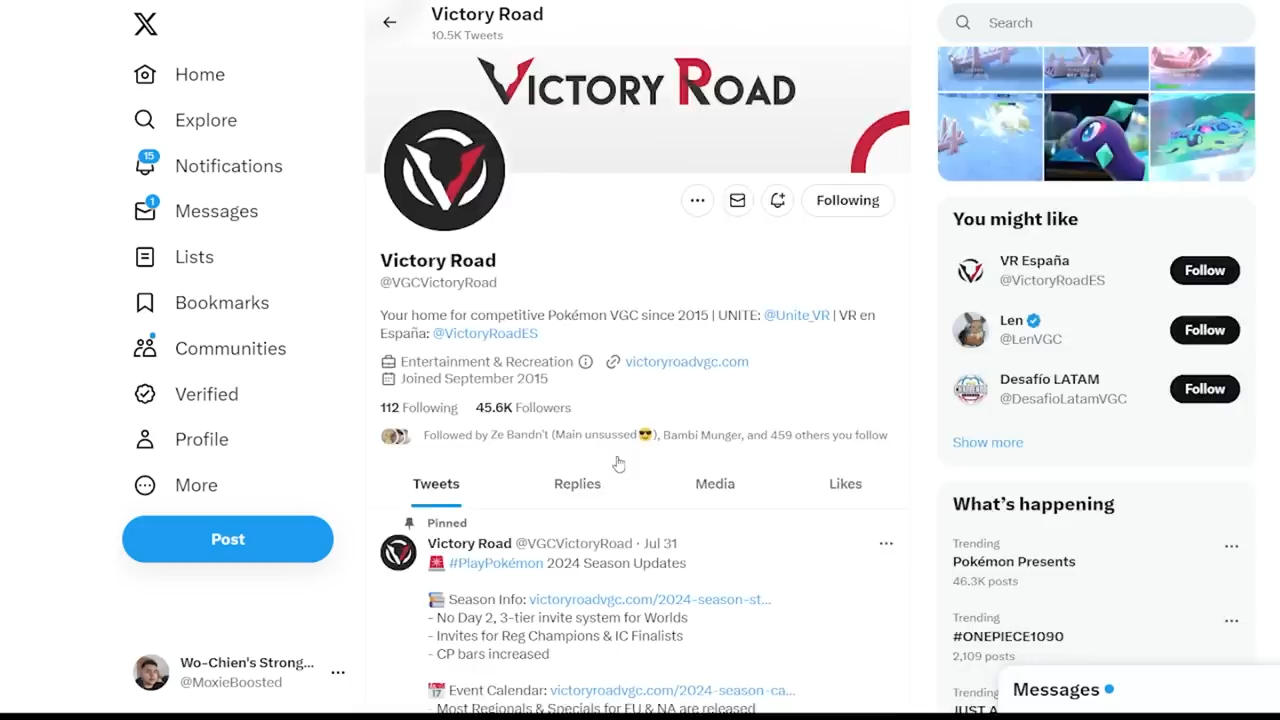 Home
Explore
15
Notifications
1
Messages
Lists
Bookmarks
Communities
Verified
Profile
More
Post
Wo-Chien's Strong...
@MoxieBoosted
Victory Road
10.5K Tweets
VICTORY ROAD
Following
Victory Road
@VGCVictoryRoad
Your home for competitive Pokémon VGC since 2015 | UNITE: @Unite_VR | VR en
España: @VictoryRoadES
Entertainment & Recreation victoryroadvgc.com
Joined September 2015
112 Following 45.6K Followers
Followed by Ze Bandn't (Main unsussed😎), Bambi Munger, and 459 others you follow
Tweets Replies Media Likes
Pinned
Victory Road @VGCVictoryRoad · Jul 31
🚨 #PlayPokémon 2024 Season Updates
📚 Season Info: victoryroadvgc.com/2024-season-st...
- No Day 2, 3-tier invite system for Worlds
- Invites for Reg Champions & IC Finalists
- CP bars increased
📅 Event Calendar: victoryroadvgc.com/2024-season-ca...
- Most Regionals & Specials for EU & NA are released
Search
You might like
VR España
@VictoryRoadES
Follow
Len
@LenVGC
Follow
Desafío LATAM
@DesafioLatamVGC
Follow
Show more
What's happening
Trending
Pokémon Presents
46.3K posts
Trending
#ONEPIECE1090
2,109 posts
Trending
JUST A
Messages